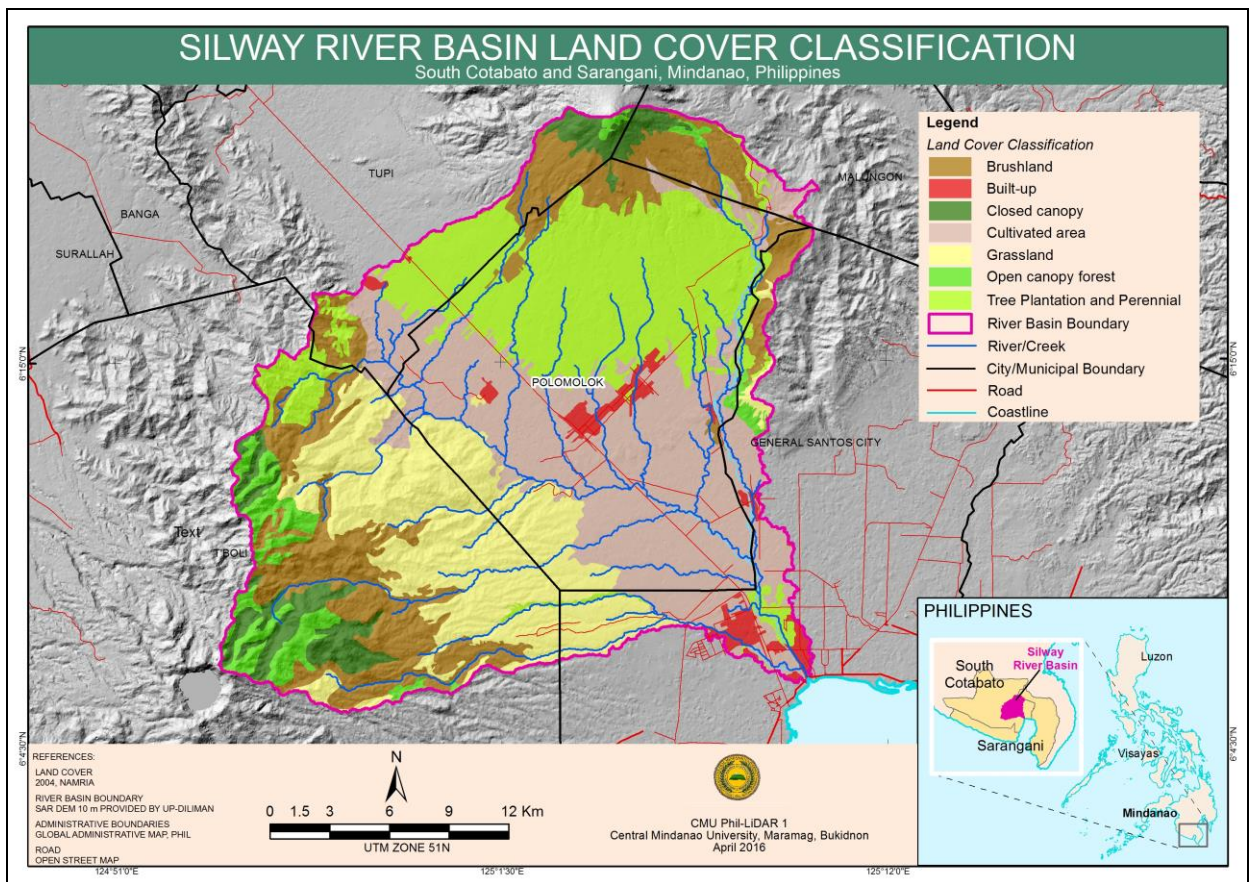 SILWAY RIVER BASIN LAND COVER CLASSIFICATION
South Cotabato and Sarangani, Mindanao, Philippines
Legend
Land Cover Classification
Brushland
Built-up
Closed canopy
Cultivated area
Grassland
Open canopy forest
Tree Plantation and Perennial
River Basin Boundary
River/Creek
City/Municipal Boundary
Road
Coastline
TUPI
MALUNGON
BANGA
SURALLAH
POLOMOLOK
GENERAL SANTOS CITY
Text
T'BOLI
6°15'0"N
6°15'0"N
6°4'30"N
6°4'30"N
PHILIPPINES
Silway
River Basin
South
Cotabato
Sarangani
Luzon
Visayas
Mindanao
REFERENCES:
LAND COVER
2004, NAMRIA
RIVER BASIN BOUNDARY
SAR DEM 10 m PROVIDED BY UP-DILIMAN
ADMINISTRATIVE BOUNDARIES
GLOBAL ADMINISTRATIVE MAP, PHIL
ROAD
OPEN STREET MAP
N
0 1.5 3 6 9 12 Km
UTM ZONE 51N
CMU Phil-LiDAR 1
Central Mindanao University, Maramag, Bukidnon
April 2016
124°51'0"E
125°1'30"E
125°12'0"E